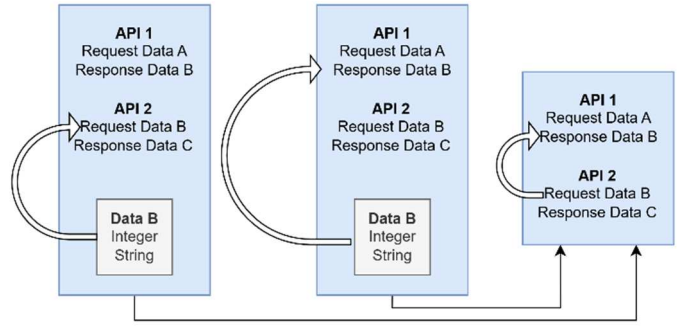 API 1
Request Data A
Response Data B
API 2
Request Data B
Response Data C
Data B
Integer
String
API 1
Request Data A
Response Data B
API 2
Request Data B
Response Data C
Data B
Integer
String
API 1
Request Data A
Response Data B
API 2
Request Data B
Response Data C